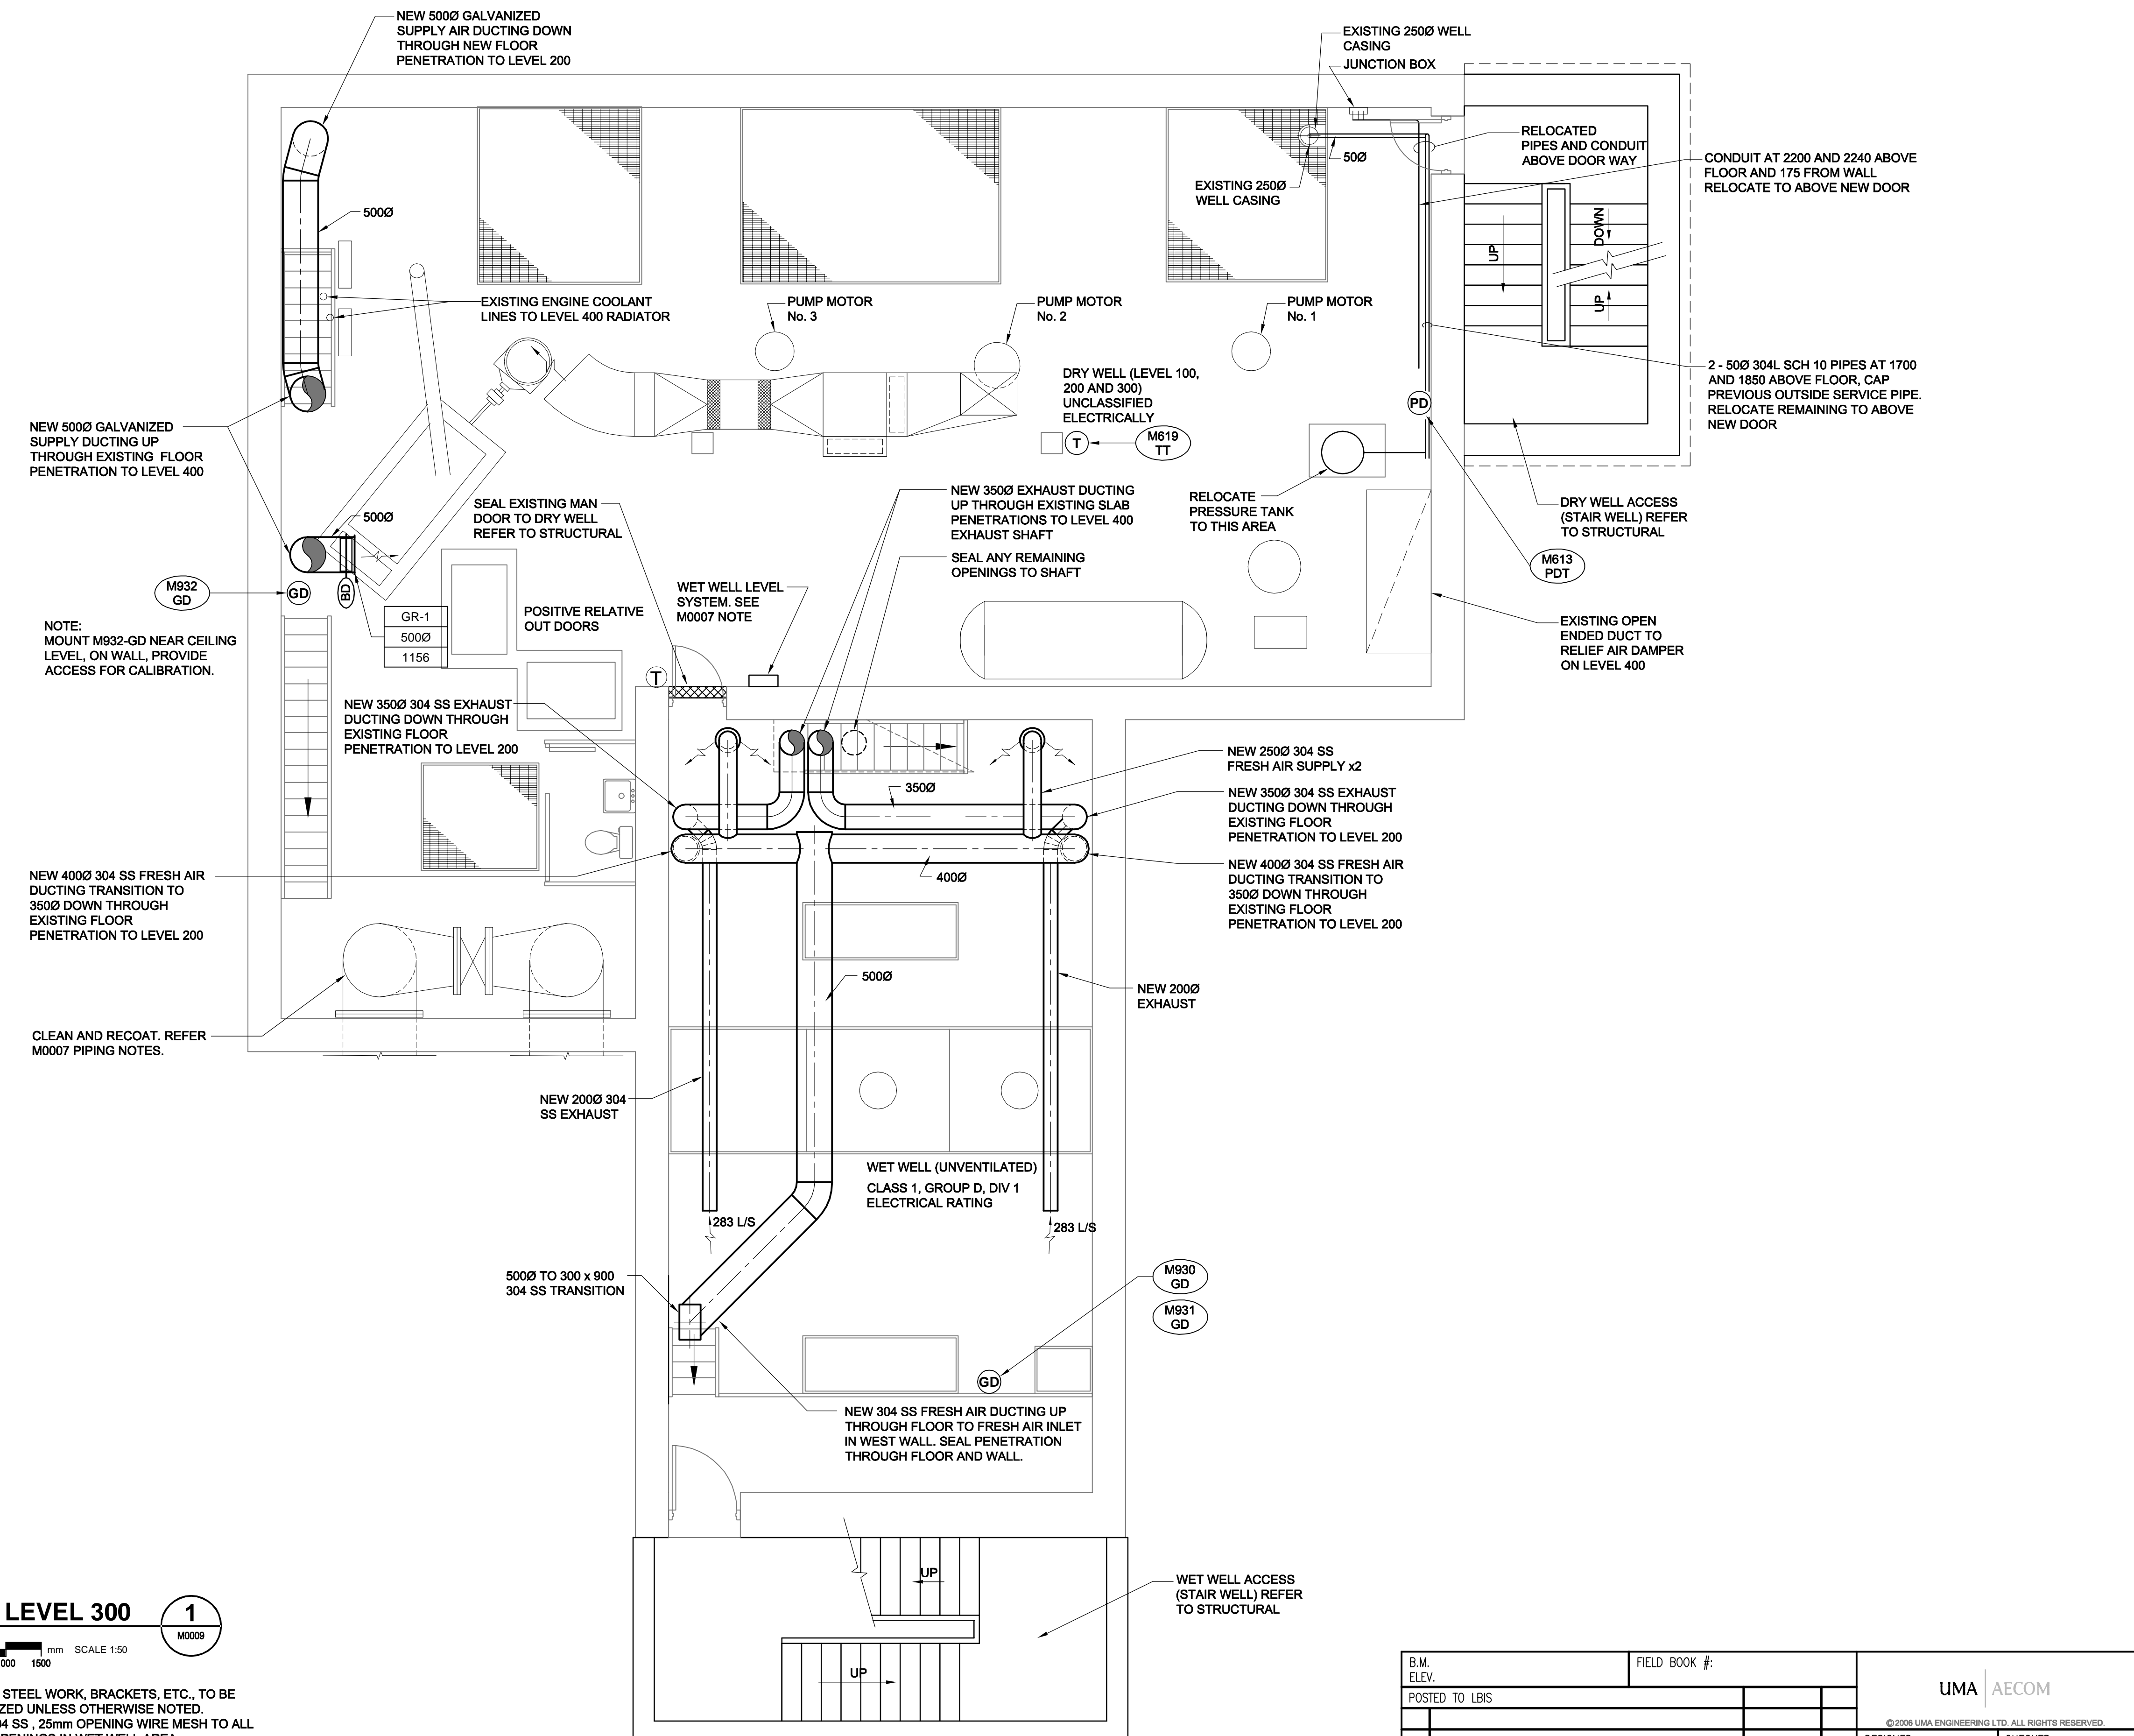 NEW 500Ø GALVANIZED
SUPPLY AIR DUCTING DOWN
THROUGH NEW FLOOR
PENETRATION TO LEVEL 200
EXISTING 250Ø WELL
CASING
JUNCTION BOX
RELOCATED
PIPES AND CONDUIT
ABOVE DOOR WAY
CONDUIT AT 2200 AND 2240 ABOVE
FLOOR AND 175 FROM WALL
RELOCATE TO ABOVE NEW DOOR
50Ø
EXISTING 250Ø
WELL CASING
500Ø
UP
DOWN
UP
EXISTING ENGINE COOLANT
LINES TO LEVEL 400 RADIATOR
PUMP MOTOR
No. 3
PUMP MOTOR
No. 2
PUMP MOTOR
No. 1
DRY WELL (LEVEL 100,
200 AND 300)
UNCLASSIFIED
ELECTRICALLY
2 - 50Ø 304L SCH 10 PIPES AT 1700
AND 1850 ABOVE FLOOR, CAP
PREVIOUS OUTSIDE SERVICE PIPE.
RELOCATE REMAINING TO ABOVE
NEW DOOR
PD
T
M619
TT
NEW 500Ø GALVANIZED
SUPPLY DUCTING UP
THROUGH EXISTING FLOOR
PENETRATION TO LEVEL 400
500Ø
SEAL EXISTING MAN
DOOR TO DRY WELL
REFER TO STRUCTURAL
NEW 350Ø EXHAUST DUCTING
UP THROUGH EXISTING SLAB
PENETRATIONS TO LEVEL 400
EXHAUST SHAFT
SEAL ANY REMAINING
OPENINGS TO SHAFT
RELOCATE
PRESSURE TANK
TO THIS AREA
DRY WELL ACCESS
(STAIR WELL) REFER
TO STRUCTURAL
M613
PDT
M932
GD
GD
BD
GR-1
500Ø
1156
POSITIVE RELATIVE
OUT DOORS
WET WELL LEVEL
SYSTEM. SEE
M0007 NOTE
NOTE:
MOUNT M932-GD NEAR CEILING
LEVEL, ON WALL, PROVIDE
ACCESS FOR CALIBRATION.
EXISTING OPEN
ENDED DUCT TO
RELIEF AIR DAMPER
ON LEVEL 400
T
NEW 350Ø 304 SS EXHAUST
DUCTING DOWN THROUGH
EXISTING FLOOR
PENETRATION TO LEVEL 200
NEW 250Ø 304 SS
FRESH AIR SUPPLY x2
350Ø
NEW 350Ø 304 SS EXHAUST
DUCTING DOWN THROUGH
EXISTING FLOOR
PENETRATION TO LEVEL 200
NEW 400Ø 304 SS FRESH AIR
DUCTING TRANSITION TO
350Ø DOWN THROUGH
EXISTING FLOOR
PENETRATION TO LEVEL 200
400Ø
NEW 400Ø 304 SS FRESH AIR
DUCTING TRANSITION TO
350Ø DOWN THROUGH
EXISTING FLOOR
PENETRATION TO LEVEL 200
500Ø
NEW 200Ø
EXHAUST
CLEAN AND RECOAT. REFER
M0007 PIPING NOTES.
NEW 200Ø 304
SS EXHAUST
WET WELL (UNVENTILATED)
CLASS 1, GROUP D, DIV 1
ELECTRICAL RATING
283 L/S
283 L/S
500Ø TO 300 x 900
304 SS TRANSITION
M930
GD
M931
GD
GD
NEW 304 SS FRESH AIR DUCTING UP
THROUGH FLOOR TO FRESH AIR INLET
IN WEST WALL. SEAL PENETRATION
THROUGH FLOOR AND WALL.
UP
WET WELL ACCESS
(STAIR WELL) REFER
TO STRUCTURAL
UP
LEVEL 300
1
M0009
000 1500 mm SCALE 1:50
STEEL WORK, BRACKETS, ETC., TO BE
ZED UNLESS OTHERWISE NOTED.
04 SS , 25mm OPENING WIRE MESH TO ALL
B.M.
ELEV.
FIELD BOOK #:
POSTED TO LBIS
UMA AECOM
©2006 UMA ENGINEERING LTD. ALL RIGHTS RESERVED.